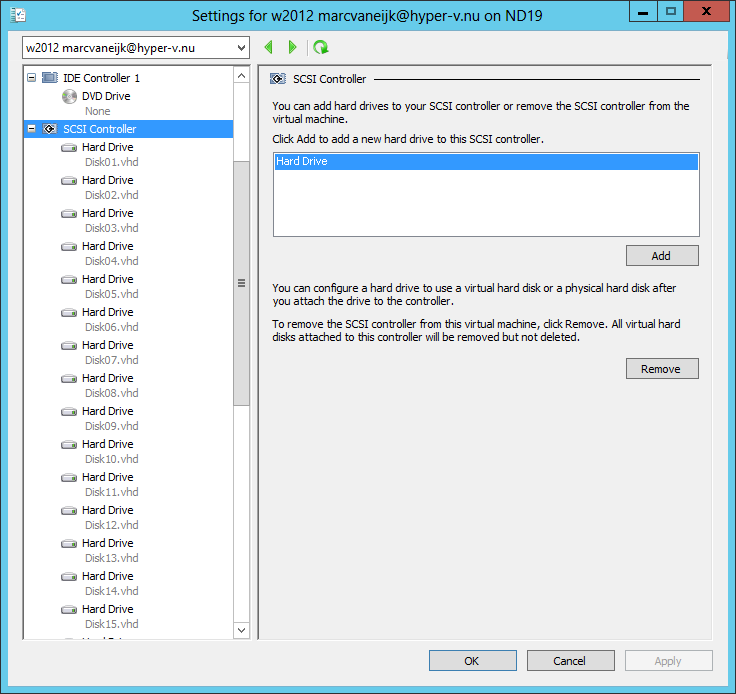 Settings for w2012 marcvaneijk@hyper-v.nu on ND19
w2012 marcvaneijk@hyper-v.nu
IDE Controller 1
DVD Drive
None
SCSI Controller
Hard Drive
Disk01.vhd
Hard Drive
Disk02.vhd
Hard Drive
Disk03.vhd
Hard Drive
Disk04.vhd
Hard Drive
Disk05.vhd
Hard Drive
Disk06.vhd
Hard Drive
Disk07.vhd
Hard Drive
Disk08.vhd
Hard Drive
Disk09.vhd
Hard Drive
Disk10.vhd
Hard Drive
Disk11.vhd
Hard Drive
Disk12.vhd
Hard Drive
Disk13.vhd
Hard Drive
Disk14.vhd
Hard Drive
Disk15.vhd
SCSI Controller
You can add hard drives to your SCSI controller or remove the SCSI controller from the
virtual machine.
Click Add to add a new hard drive to this SCSI controller.
Hard Drive
Add
You can configure a hard drive to use a virtual hard disk or a physical hard disk after
you attach the drive to the controller.
To remove the SCSI controller from this virtual machine, click Remove. All virtual hard
disks attached to this controller will be removed but not deleted.
Remove
OK
Cancel
Apply